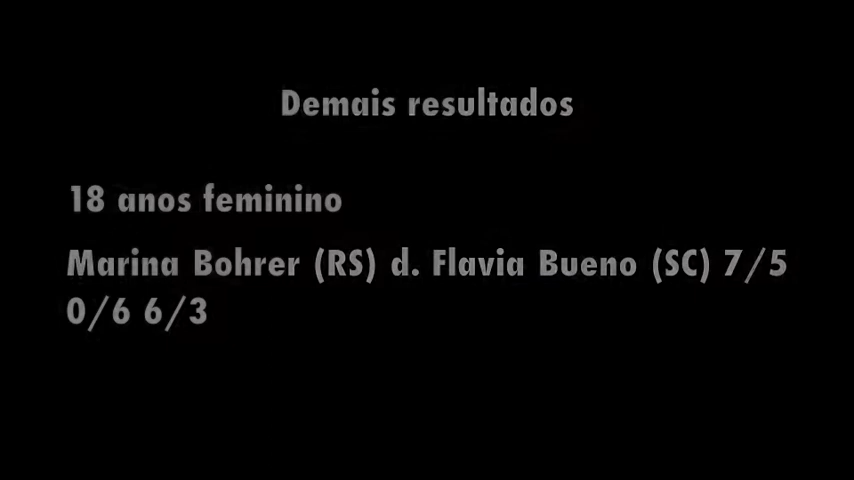 Demais resultados
18 anos feminino
Marina Bohrer (RS) d. Flavia Bueno (SC) 7/5
0/6 6/3